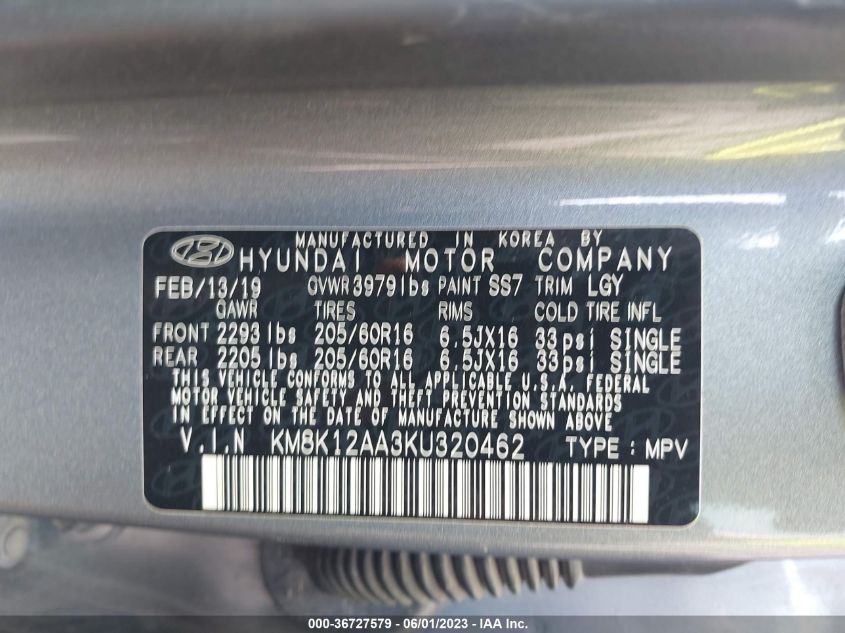 MANUFACTURED IN KOREA BY
HYUNDAI MOTOR COMPANY
FEB/13/19 GVWR 3979lbs PAINT SS7 TRIM LGY
GAWR TIRES RIMS COLD TIRE INFL
FRONT 2293lbs 205/60R16 6.5JX16 33psi SINGLE
REAR 2205lbs 205/60R16 6.5JX16 33psi SINGLE
THIS VEHICLE CONFORMS TO ALL APPLICABLE U.S.A. FEDERAL
MOTOR VEHICLE SAFETY AND THEFT PREVENTION STANDARDS
IN EFFECT ON THE DATE OF MANUFACTURE SHOWN ABOVE
V.I.N KM8K12AA3KU320462 TYPE : MPV
000-36727579 - 06/01/2023 - IAA Inc.